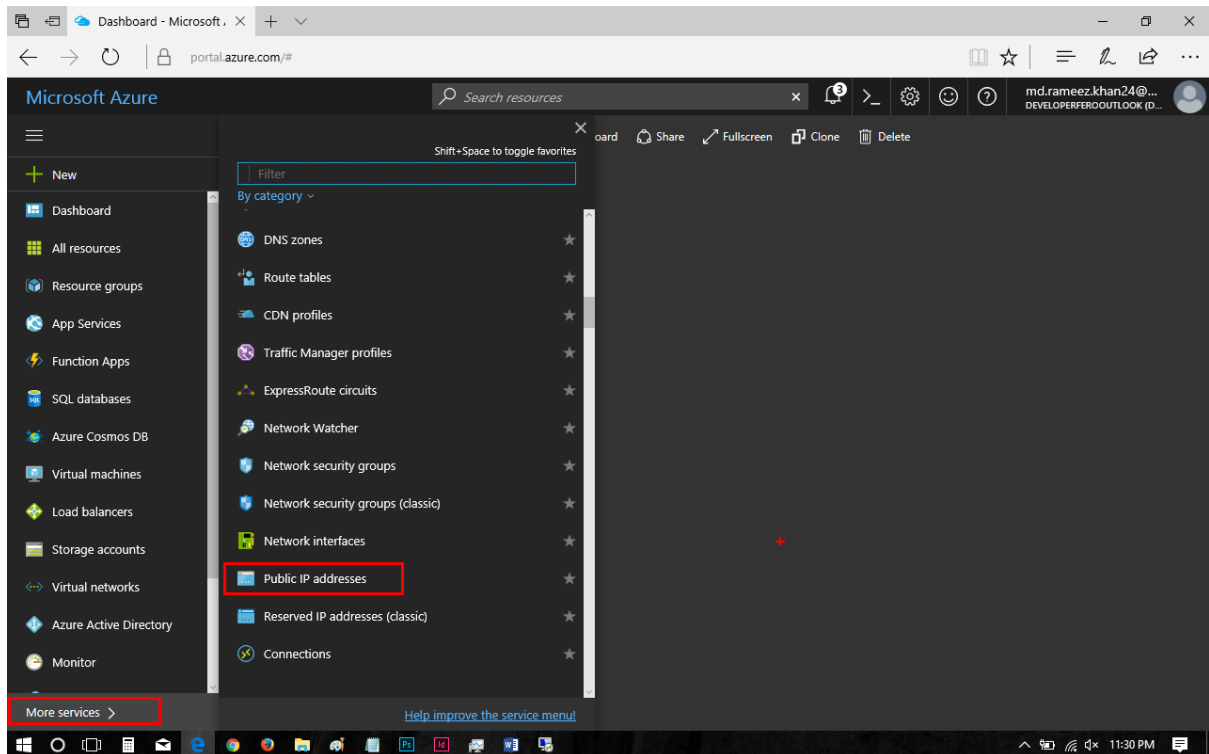 Dashboard - Microsoft
portal.azure.com/#
Microsoft Azure
Search resources
3
md.rameez.khan24@...
DEVELOPERFEROOUTLOOK (D...
Shift+Space to toggle favorites
oard
Share
Fullscreen
Clone
Delete
New
Filter
By category
Dashboard
All resources
Resource groups
App Services
Function Apps
SQL databases
Azure Cosmos DB
Virtual machines
Load balancers
Storage accounts
Virtual networks
Azure Active Directory
Monitor
More services
DNS zones
Route tables
CDN profiles
Traffic Manager profiles
ExpressRoute circuits
Network Watcher
Network security groups
Network security groups (classic)
Network interfaces
Public IP addresses
Reserved IP addresses (classic)
Connections
Help improve the service menu!
Ps
Id
11:30 PM